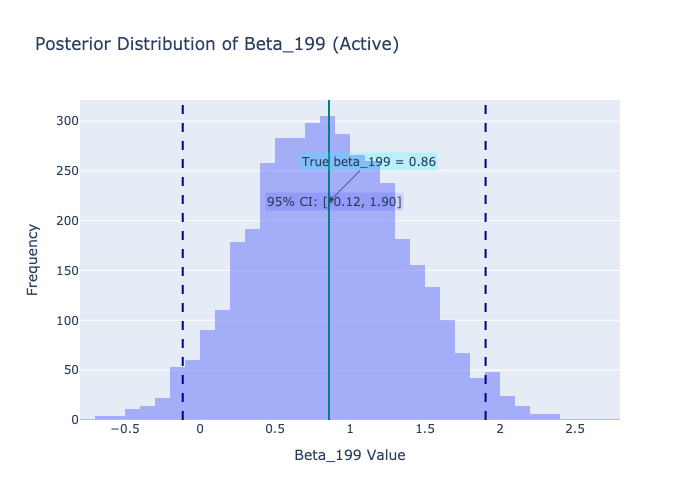 Posterior Distribution of Beta_199 (Active)
300
250
200
150
100
50
0
Frequency
True beta_199 = 0.86
95% CI: [-0.12, 1.90]
−0.5
0
0.5
1
1.5
2
2.5
Beta_199 Value